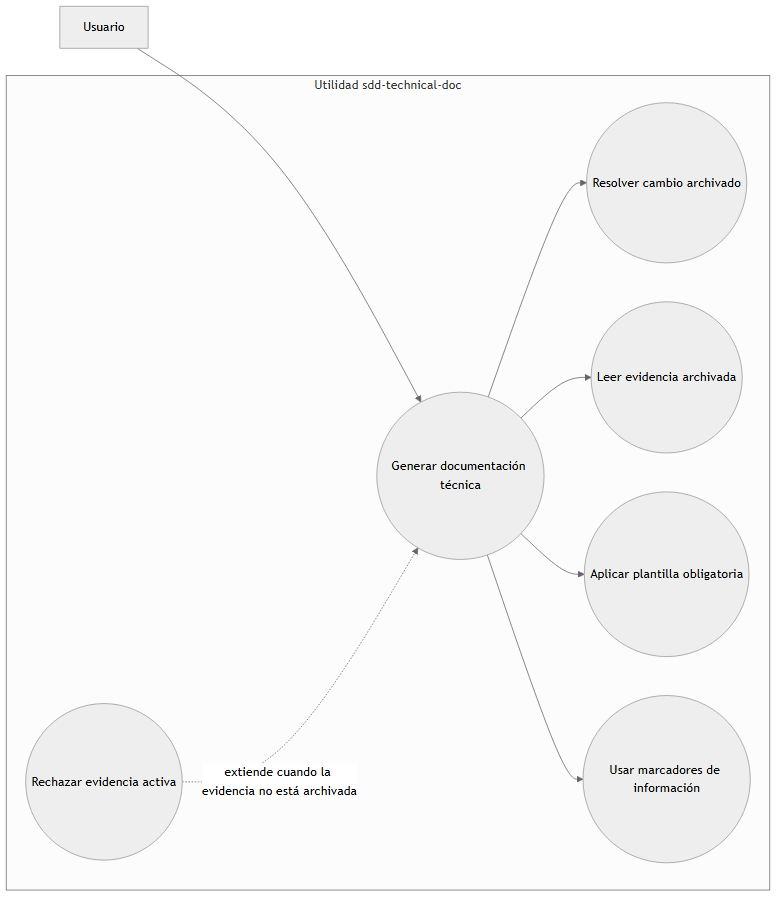 Usuario
Utilidad sdd-technical-doc
Resolver cambio archivado
Leer evidencia archivada
Generar documentación
técnica
Aplicar plantilla obligatoria
Usar marcadores de
información
Rechazar evidencia activa
extiende cuando la
evidencia no está archivada